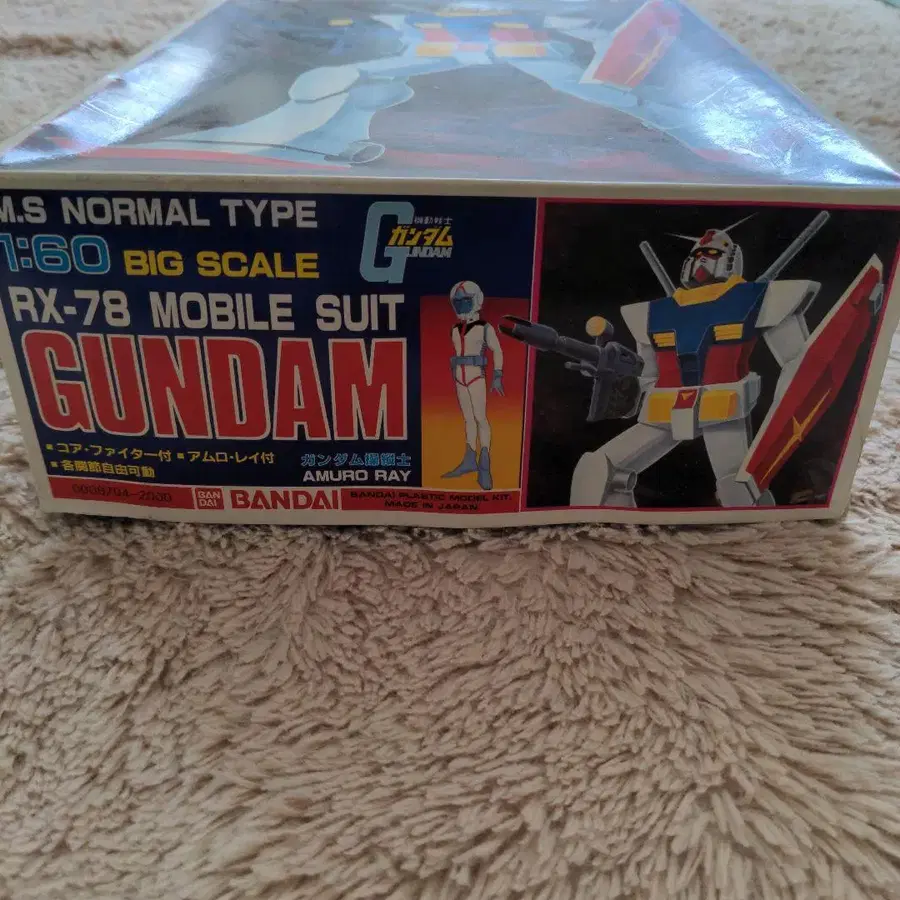 M.S NORMAL TYPE
1:60 BIG SCALE
RX-78 MOBILE SUIT
GUNDAM
G
機動戦士
ガンダム
GUNDAM
▪コア・ファイター付 ▪アムロ・レイ付
▪各関節自由可動
ガンダム操縦士
AMURO RAY
BAN
DAI
BANDAI
BANDAI PLASTIC MODEL KIT.
MADE IN JAPAN